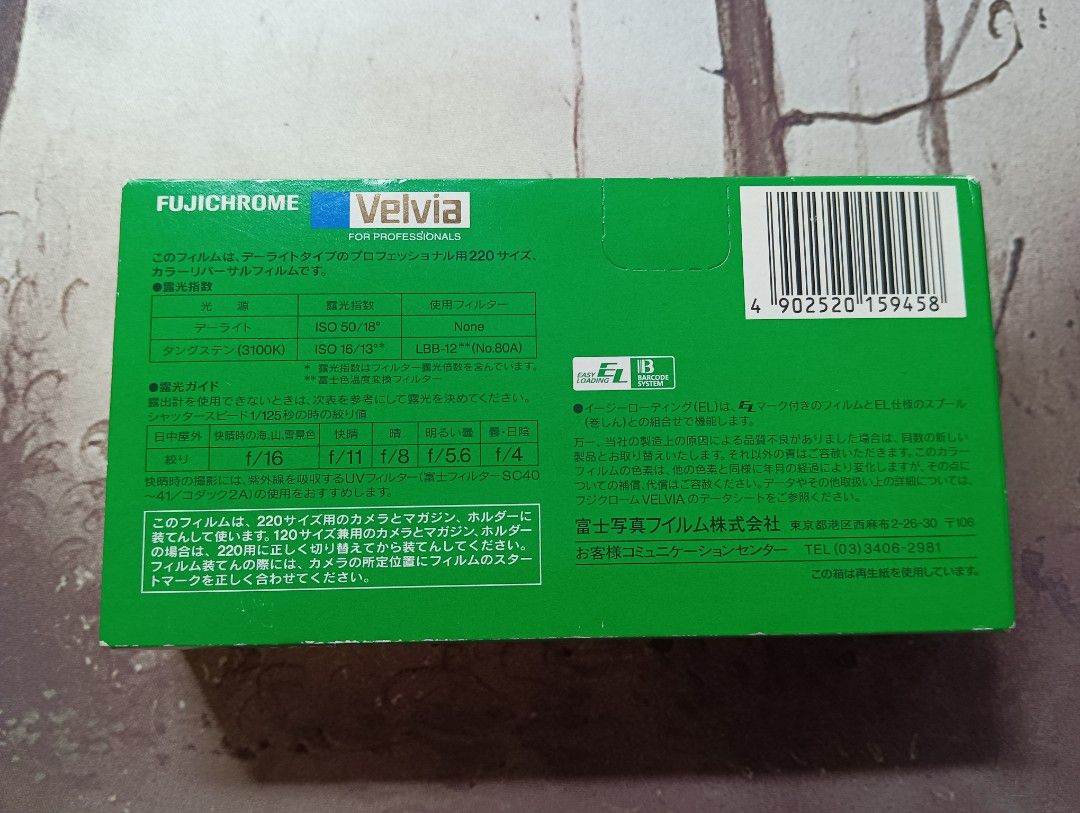 FUJICHROME Velvia
FOR PROFESSIONALS
このフィルムは、デーライトタイプのプロフェッショナル用220サイズ、
カラーリバーサルフィルムです。
●露光指数
光 源 露光指数 使用フィルター
デーライト ISO 50/18° None
タングステン(3100K) ISO 16/13°* LBB-12**(No.80A)
* 露光指数はフィルター露光倍数を含んでいます。
**富士色温度変換フィルター
●露光ガイド
露出計を使用できないときは、次表を参考にして露光を決めてください。
シャッタースピード1/125秒の時の絞り値
日中屋外 快晴時の海,山,雪景色 快晴 晴 明るい曇 曇・日陰
絞り f/16 f/11 f/8 f/5.6 f/4
快晴時の撮影には、紫外線を吸収するUVフィルター(富士フィルターSC40
〜41/コダック2A)の使用をおすすめします。
このフィルムは、220サイズ用のカメラとマガジン、ホルダーに
装てんして使います。120サイズ兼用のカメラとマガジン、ホルダー
の場合は、220用に正しく切り替えてから装てんしてください。
フィルム装てんの際には、カメラの所定位置にフィルムのスター
トマークを正しく合わせてください。
4 902520 159458
EASY LOADING EL B BARCODE SYSTEM
●イージーローディング(EL)は、ELマーク付きのフィルムとEL仕様のスプール
(巻しん)との組合せで機能します。
万一、当社の製造上の原因による品質不良がありました場合は、同数の新しい
製品とお取り替えいたします。それ以外の責はご容赦いただきます。このカラー
フィルムの色素は、他の色素と同様に年月の経過により変化しますが、その点に
ついての補償、代償はご容赦ください。データやその他取扱い上の詳細については、
フジクロームVELVIAのデータシートをご参照ください。
富士写真フイルム株式会社 東京都港区西麻布2-26-30 〒106
お客様コミュニケーションセンター TEL(03)3406-2981
この箱は再生紙を使用しています。